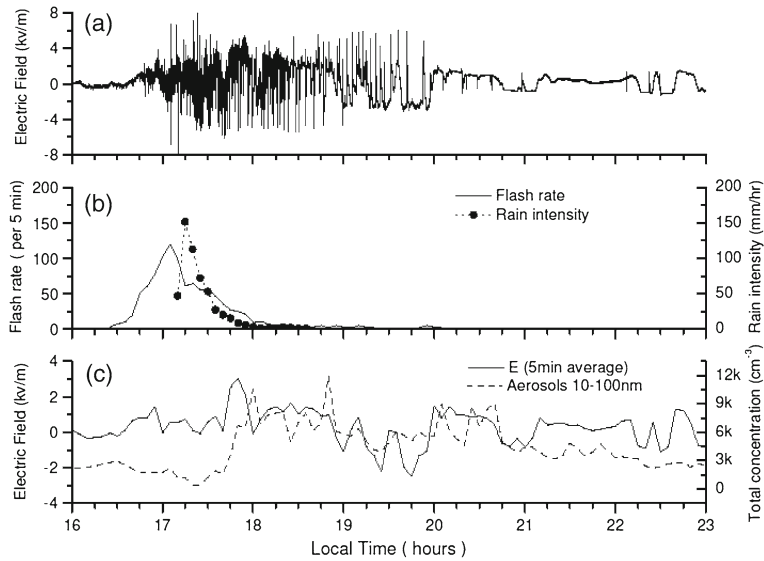 (a)
Electric Field (kv/m)
8
4
0
-4
-8
(b)
Flash rate ( per 5 min)
200
150
100
50
0
Flash rate
Rain intensity
200
150
100
50
0
Rain intensity (mm/hr)
(c)
Electric Field (kv/m)
4
2
0
-2
-4
E (5min average)
Aerosols 10-100nm
12k
9k
6k
3k
0
Total concentration (cm⁻³)
16 17 18 19 20 21 22 23
Local Time ( hours )